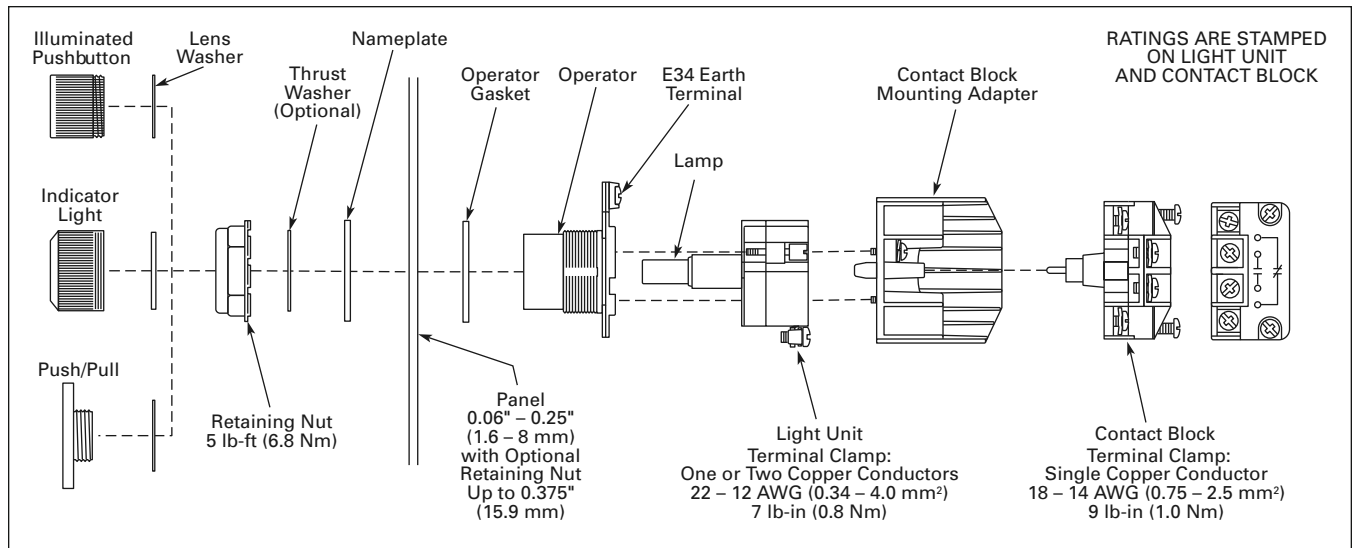 Illuminated
Pushbutton
Lens
Washer
Nameplate
Thrust
Washer
(Optional)
Operator
Gasket
Operator
E34 Earth
Terminal
Contact Block
Mounting Adapter
RATINGS ARE STAMPED
ON LIGHT UNIT
AND CONTACT BLOCK
Lamp
Indicator
Light
Push/Pull
Retaining Nut
5 lb-ft (6.8 Nm)
Panel
0.06" – 0.25"
(1.6 – 8 mm)
with Optional
Retaining Nut
Up to 0.375"
(15.9 mm)
Light Unit
Terminal Clamp:
One or Two Copper Conductors
22 – 12 AWG (0.34 – 4.0 mm²)
7 lb-in (0.8 Nm)
Contact Block
Terminal Clamp:
Single Copper Conductor
18 – 14 AWG (0.75 – 2.5 mm²)
9 lb-in (1.0 Nm)